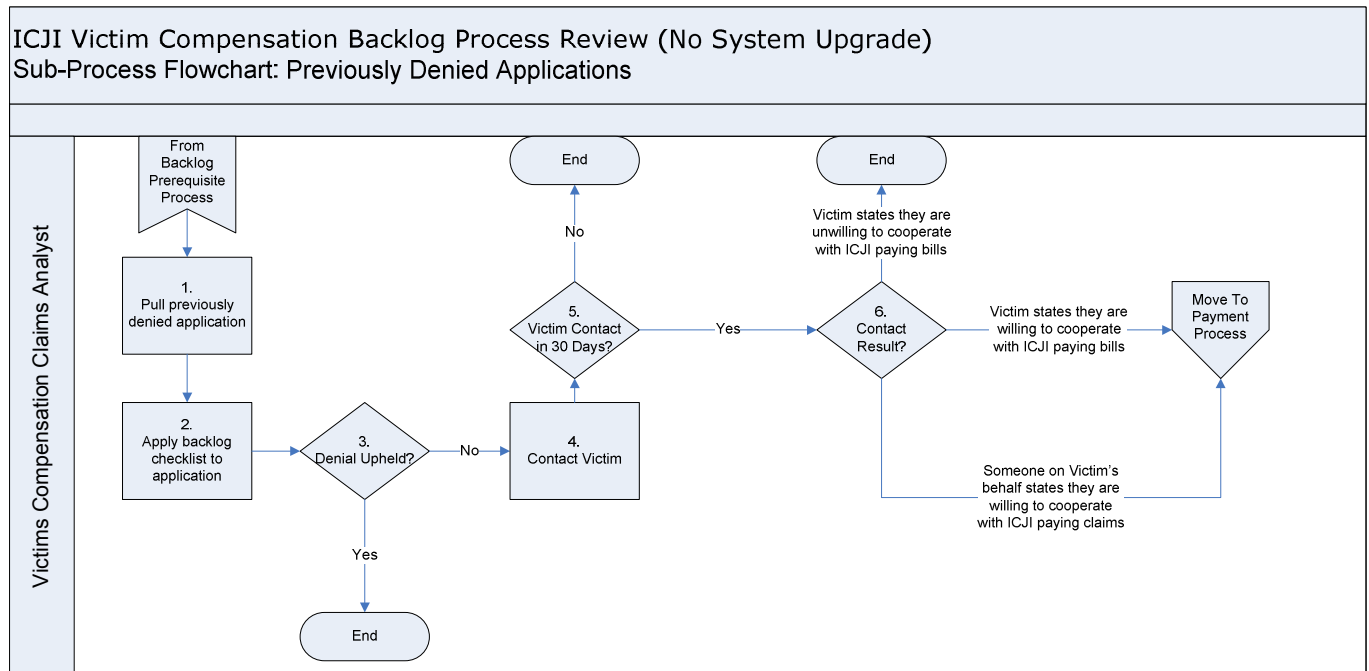 ICJI Victim Compensation Backlog Process Review (No System Upgrade)
Sub-Process Flowchart: Previously Denied Applications
Victims Compensation Claims Analyst
From
Backlog
Prerequisite
Process
1.
Pull previously
denied application
2.
Apply backlog
checklist to
application
3.
Denial Upheld?
Yes
End
No
4.
Contact Victim
5.
Victim Contact
in 30 Days?
No
End
Yes
6.
Contact
Result?
Victim states they are
unwilling to cooperate
with ICJI paying bills
End
Victim states they are
willing to cooperate
with ICJI paying bills
Move To
Payment
Process
Someone on Victim's
behalf states they are
willing to cooperate
with ICJI paying claims